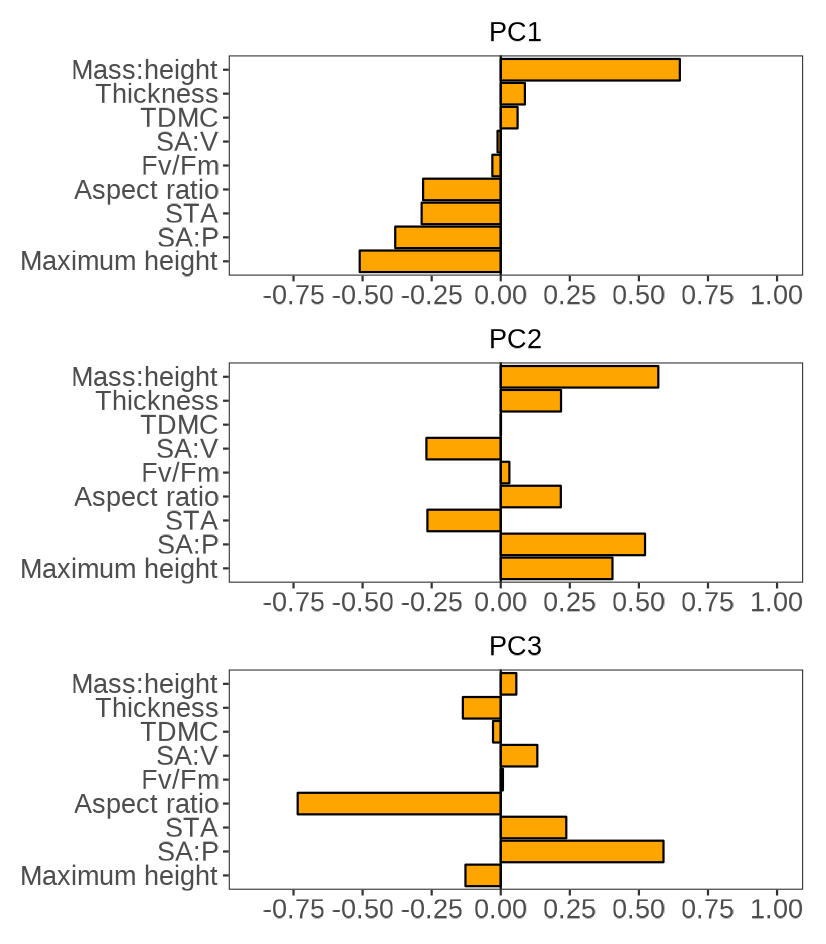 PC1
Mass:height
Thickness
TDMC
SA:V
Fv/Fm
Aspect ratio
STA
SA:P
Maximum height
-0.75 -0.50 -0.25 0.00 0.25 0.50 0.75 1.00
PC2
Mass:height
Thickness
TDMC
SA:V
Fv/Fm
Aspect ratio
STA
SA:P
Maximum height
-0.75 -0.50 -0.25 0.00 0.25 0.50 0.75 1.00
PC3
Mass:height
Thickness
TDMC
SA:V
Fv/Fm
Aspect ratio
STA
SA:P
Maximum height
-0.75 -0.50 -0.25 0.00 0.25 0.50 0.75 1.00